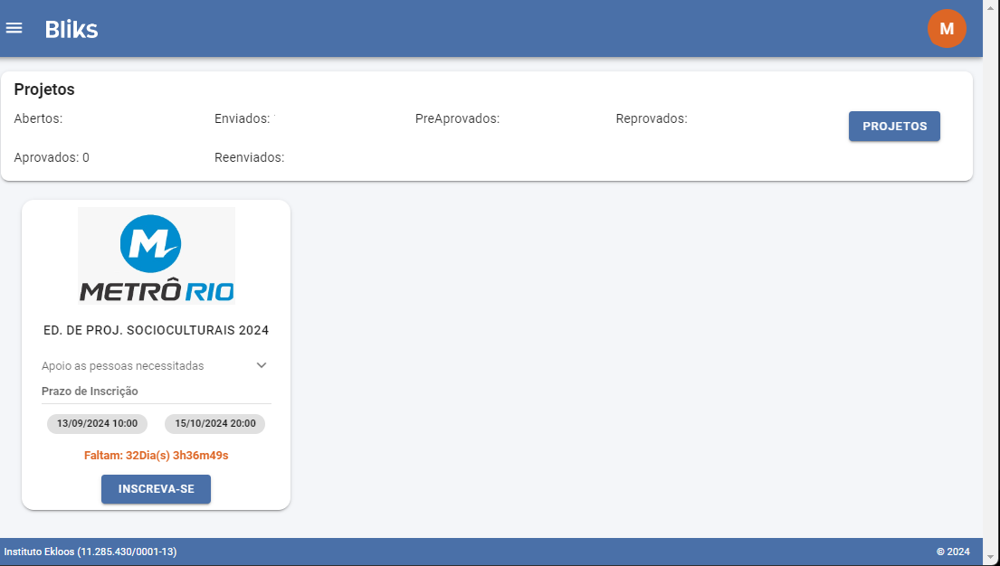 Bliks
M
Projetos
Abertos: Enviados: PreAprovados: Reprovados:
PROJETOS
Aprovados: 0 Reenviados:
M
METRÔ RIO
ED. DE PROJ. SOCIOCULTURAIS 2024
Apoio as pessoas necessitadas
Prazo de Inscrição
13/09/2024 10:00 15/10/2024 20:00
Faltam: 32Dia(s) 3h36m49s
INSCREVA-SE
Instituto Ekloos (11.285.430/0001-13) © 2024